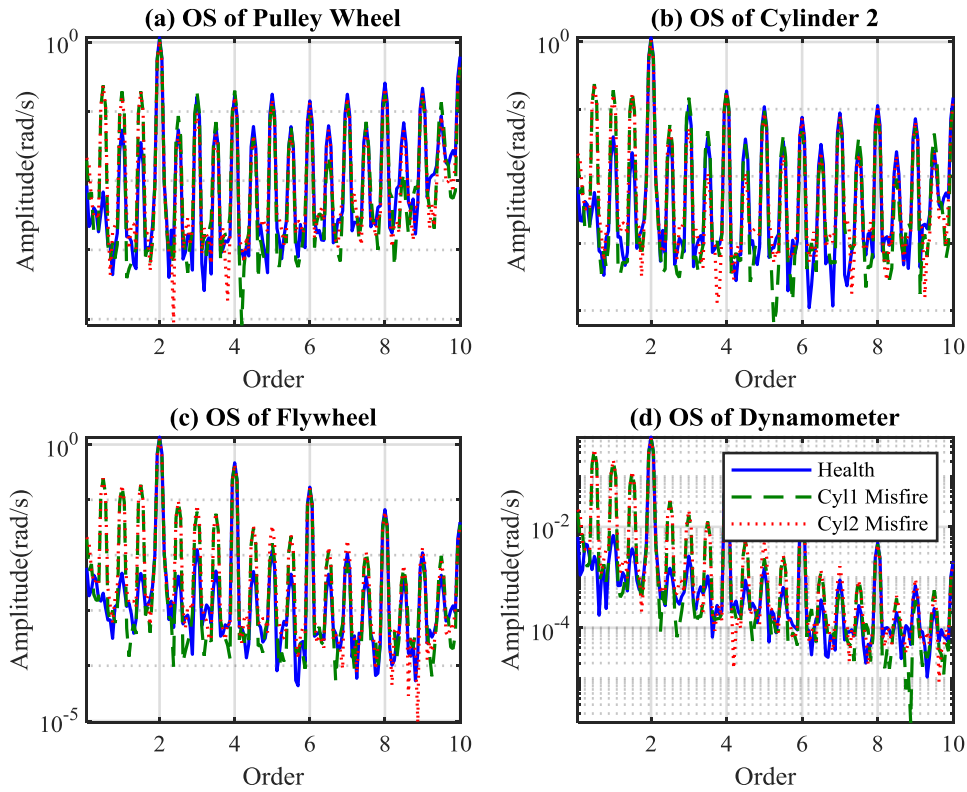 (a) OS of Pulley Wheel
10^0
Amplitude(rad/s)
2 4 6 8 10
Order
(b) OS of Cylinder 2
10^0
Amplitude(rad/s)
2 4 6 8 10
Order
(c) OS of Flywheel
10^0
10^-5
Amplitude(rad/s)
2 4 6 8 10
Order
(d) OS of Dynamometer
10^-2
10^-4
Amplitude(rad/s)
Health
Cyl1 Misfire
Cyl2 Misfire
2 4 6 8 10
Order